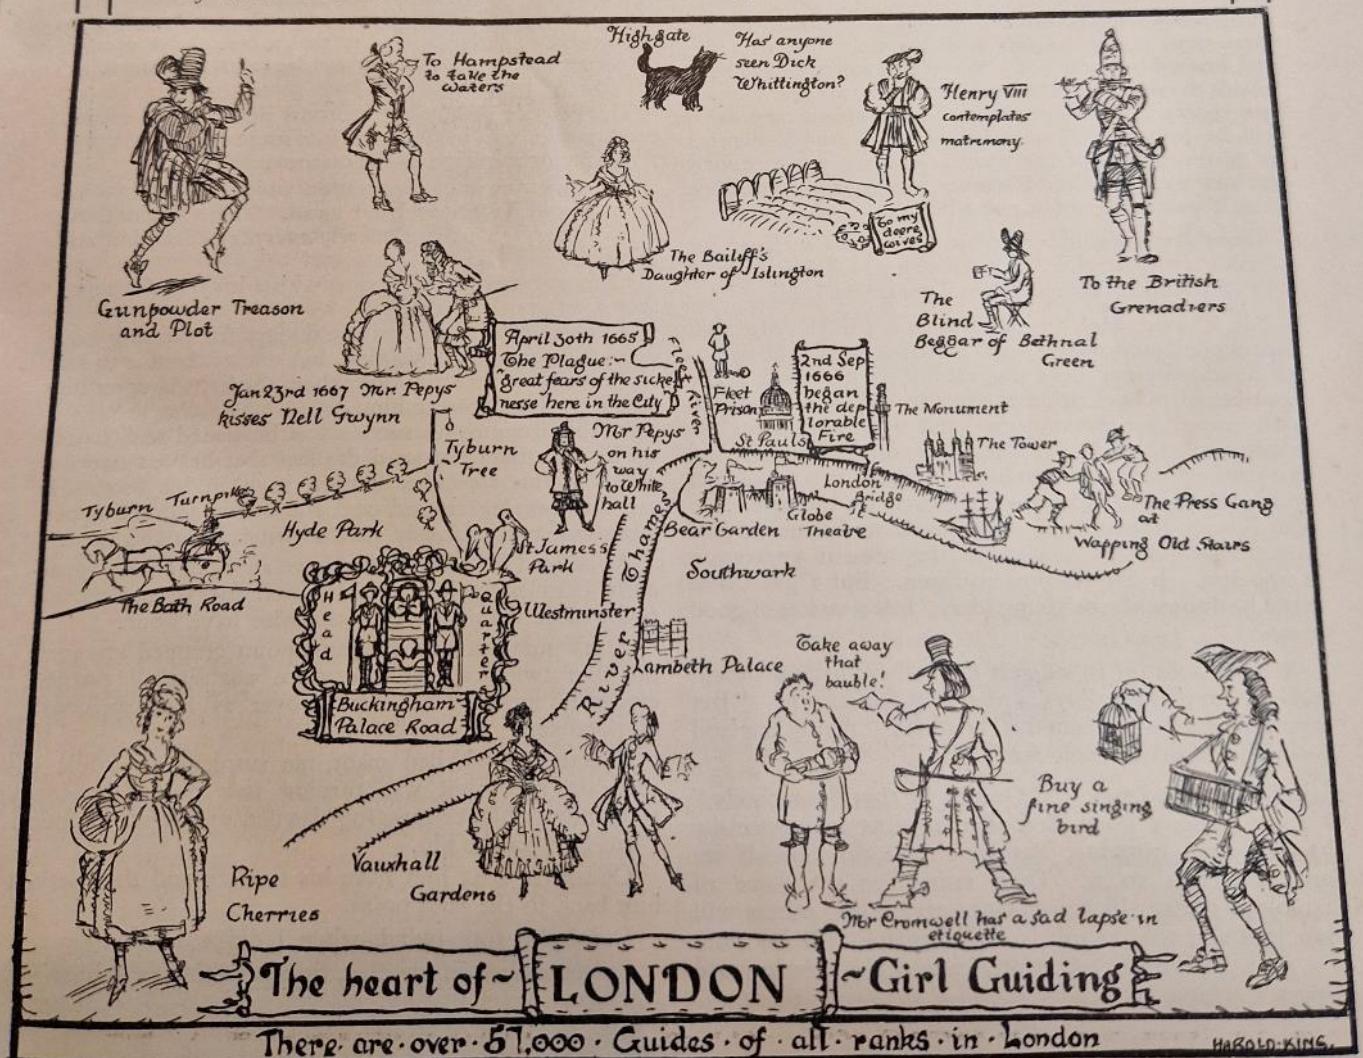 Highgate
Has anyone
seen Dick
Whittington?
To Hampstead
to take the
waters
Henry VIII
contemplates
matrimony.
To my
deere
wives
The Bailiff's
Daughter of Islington
To the British
Grenadiers
Gunpowder Treason
and Plot
The
Blind
Beggar of Bethnal
Green
April 30th 1665
The Plague:~
"great fears of the sicke
nesse here in the City"
Fleet
River
Fleet
Prison
2nd Sep
1666
began
the dep
lorable
Fire
Jan 23rd 1667 Mr. Pepys
kisses Nell Gwynn
St Pauls
The Monument
Tyburn
Tree
Mr Pepys
on his
way
to White
hall
The Tower
London
Bridge
Tyburn Turnpike
Hyde Park
Bear Garden
Globe
Theatre
The Press Gang
at
Wapping Old Stairs
St James's
Park
Southwark
The Bath Road
Westminster
River Thames
Head
Quarters
Lambeth Palace
Buckingham~
Palace Road
Take away
that
bauble!
Buy a
fine singing
bird
Vauxhall
Gardens
Ripe
Cherries
Mr Cromwell has a sad lapse in
etiquette
The heart of ~ LONDON ~ Girl Guiding
There · are · over · 57,000 · Guides · of · all · ranks · in · London
HAROLD·KING.